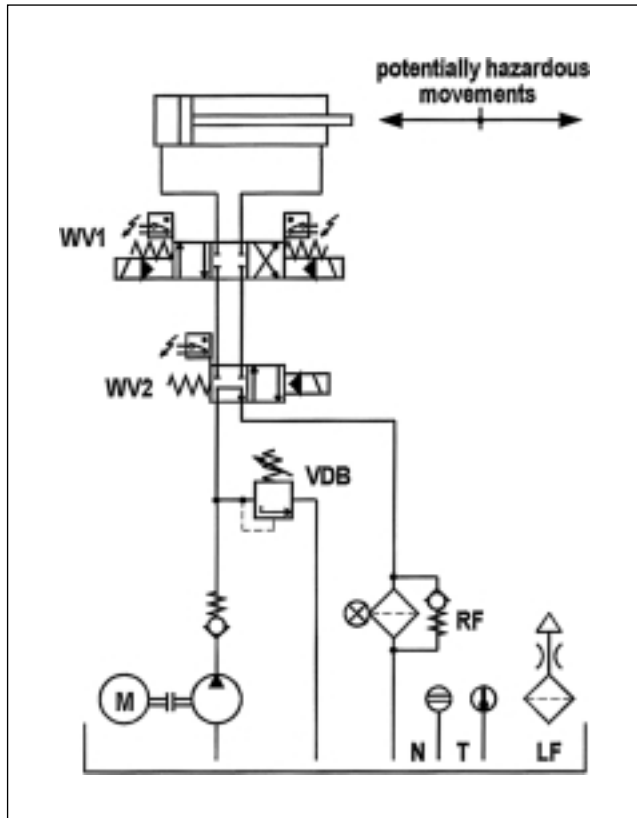 potentially hazardous
movements
WV1
WV2
VDB
RF
M
N
T
LF